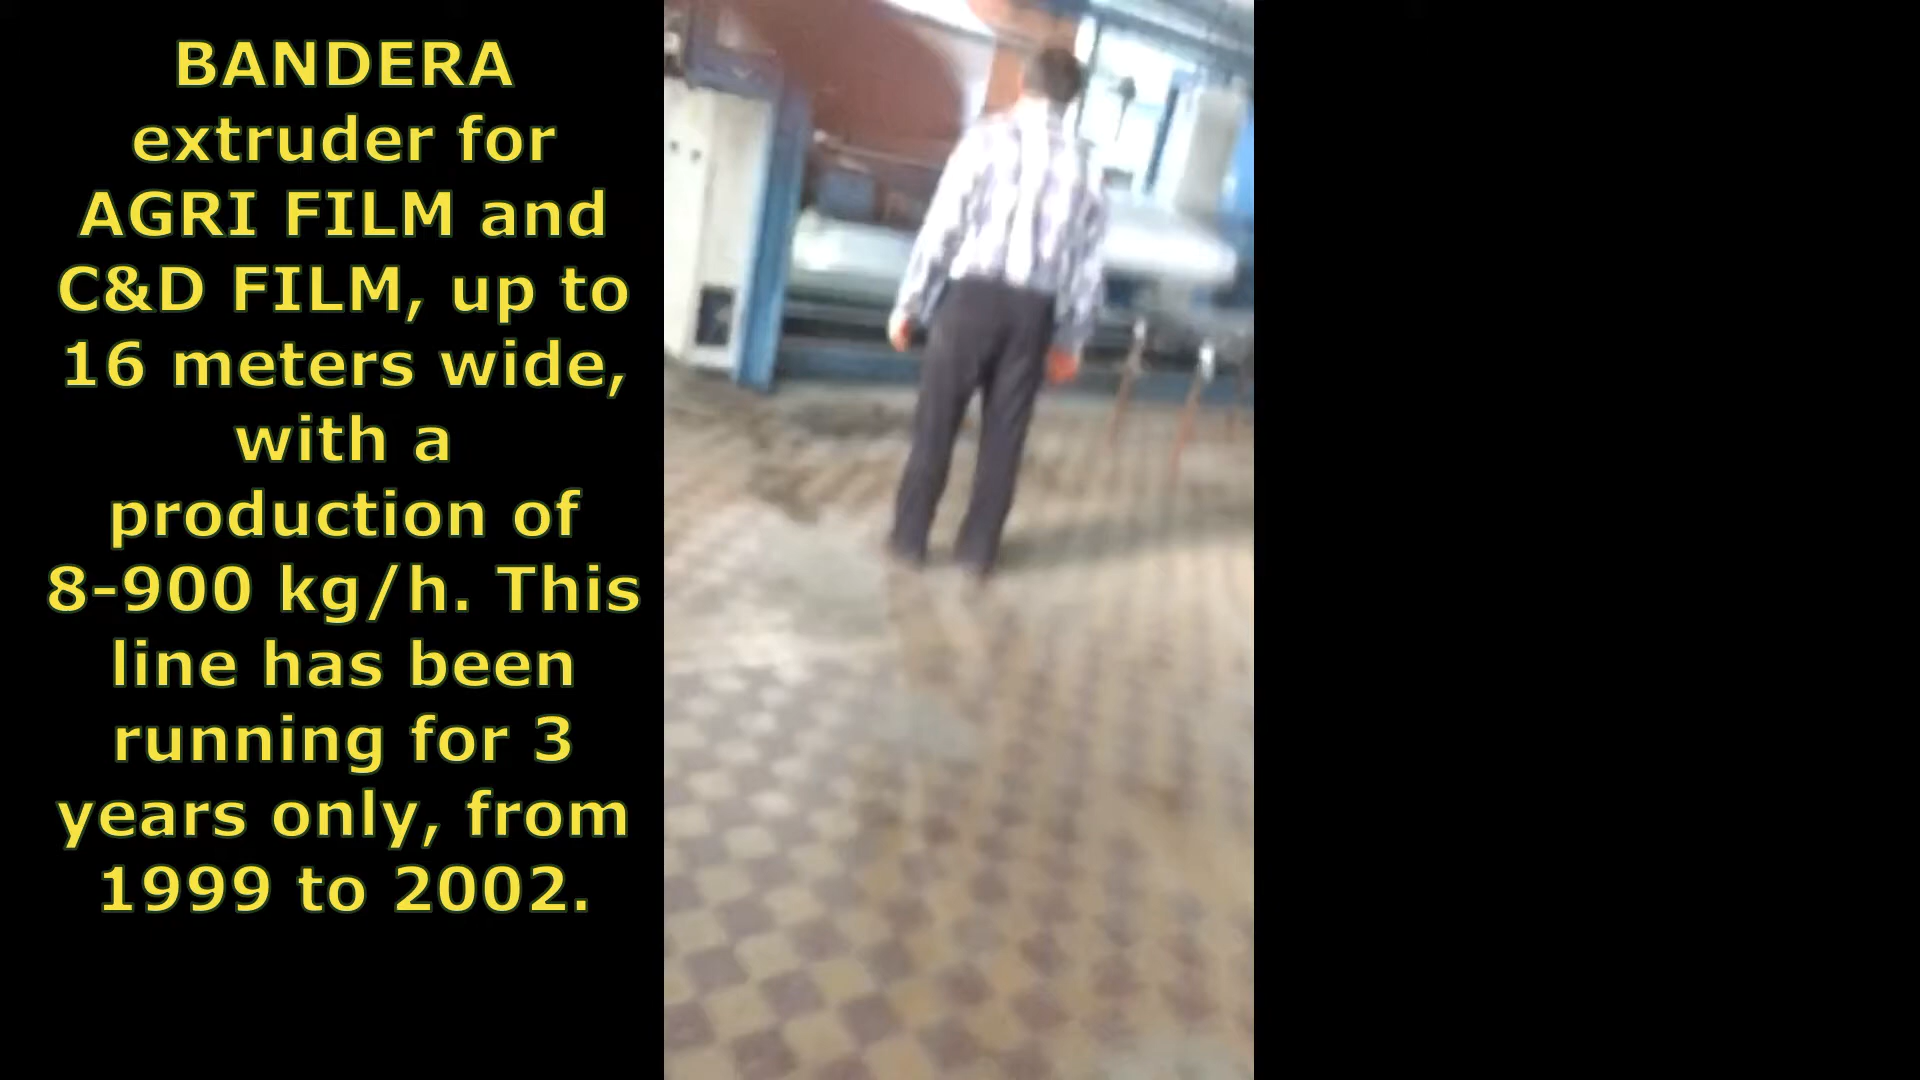 BANDERA
extruder for
AGRI FILM and
C&D FILM, up to
16 meters wide,
with a
production of
8-900 kg/h. This
line has been
running for 3
years only, from
1999 to 2002.